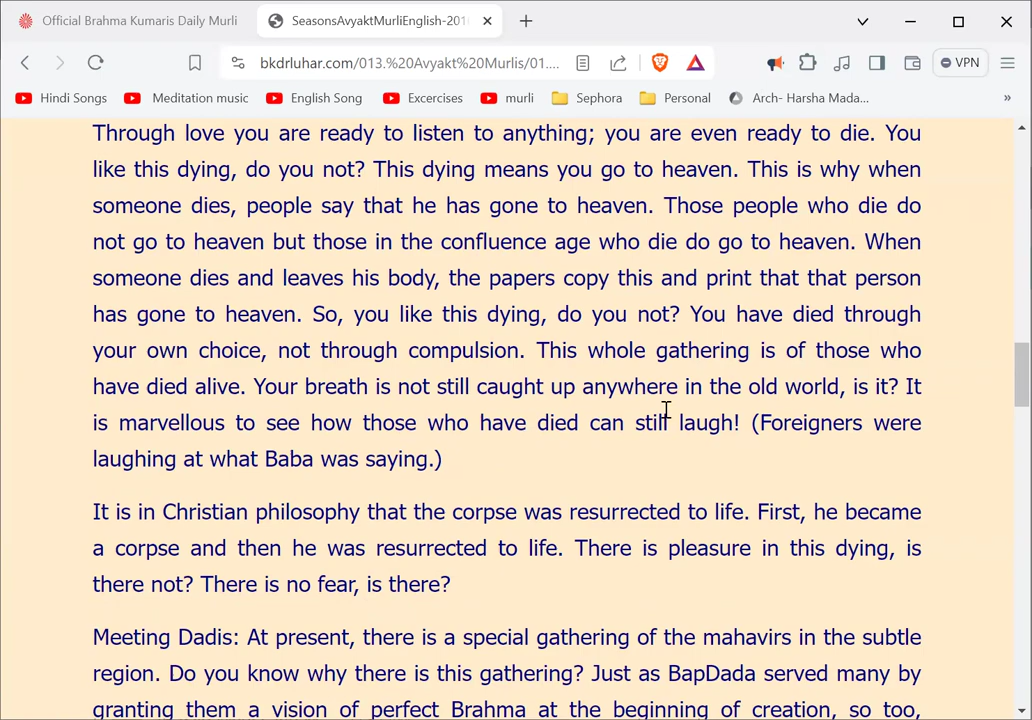 Official Brahma Kumaris Daily Murli
SeasonsAvyaktMurliEnglish-201
bkdrluhar.com/013.%20Avyakt%20Murlis/01....
VPN
Hindi Songs
Meditation music
English Song
Excercises
murli
Sephora
Personal
Arch- Harsha Mada...
»
Through love you are ready to listen to anything; you are even ready to die. You
like this dying, do you not? This dying means you go to heaven. This is why when
someone dies, people say that he has gone to heaven. Those people who die do
not go to heaven but those in the confluence age who die do go to heaven. When
someone dies and leaves his body, the papers copy this and print that that person
has gone to heaven. So, you like this dying, do you not? You have died through
your own choice, not through compulsion. This whole gathering is of those who
have died alive. Your breath is not still caught up anywhere in the old world, is it? It
is marvellous to see how those who have died can still laugh! (Foreigners were
laughing at what Baba was saying.)
It is in Christian philosophy that the corpse was resurrected to life. First, he became
a corpse and then he was resurrected to life. There is pleasure in this dying, is
there not? There is no fear, is there?
Meeting Dadis: At present, there is a special gathering of the mahavirs in the subtle
region. Do you know why there is this gathering? Just as BapDada served many by
granting them a vision of perfect Brahma at the beginning of creation, so too,